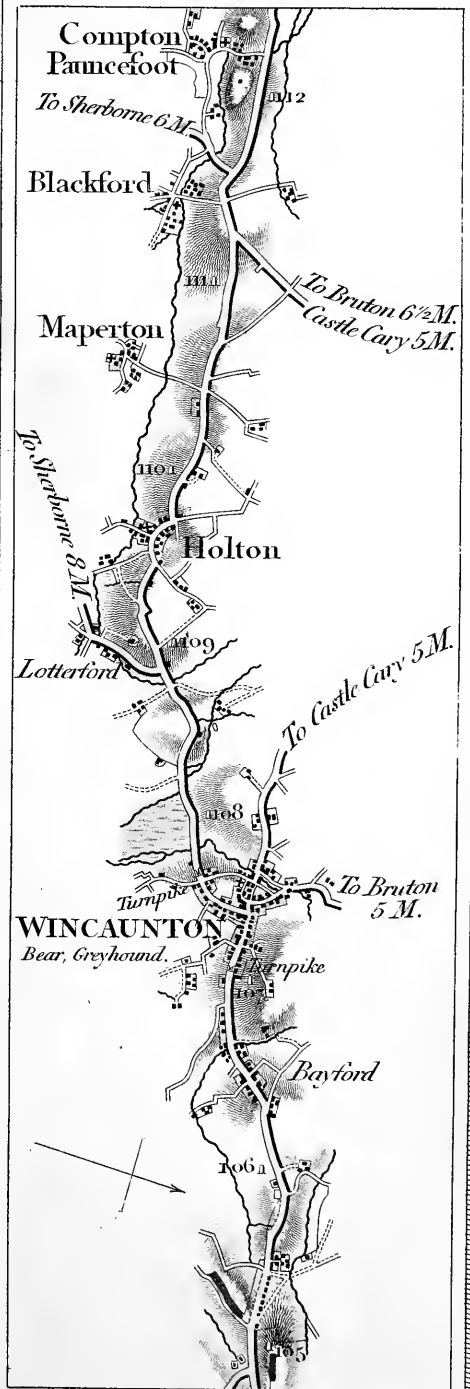 Compton
Pauncefoot
112
To Sherborne 6 M.
Blackford
111
To Bruton 6½ M.
Castle Cary 5 M.
Maperton
110
To Sherborne 8 M.
Holton
109
Lotterford
To Castle Cary 5 M.
108
Turnpike
To Bruton
5 M.
WINCAUNTON
Bear, Greyhound.
Turnpike
107
Bayford
106
105